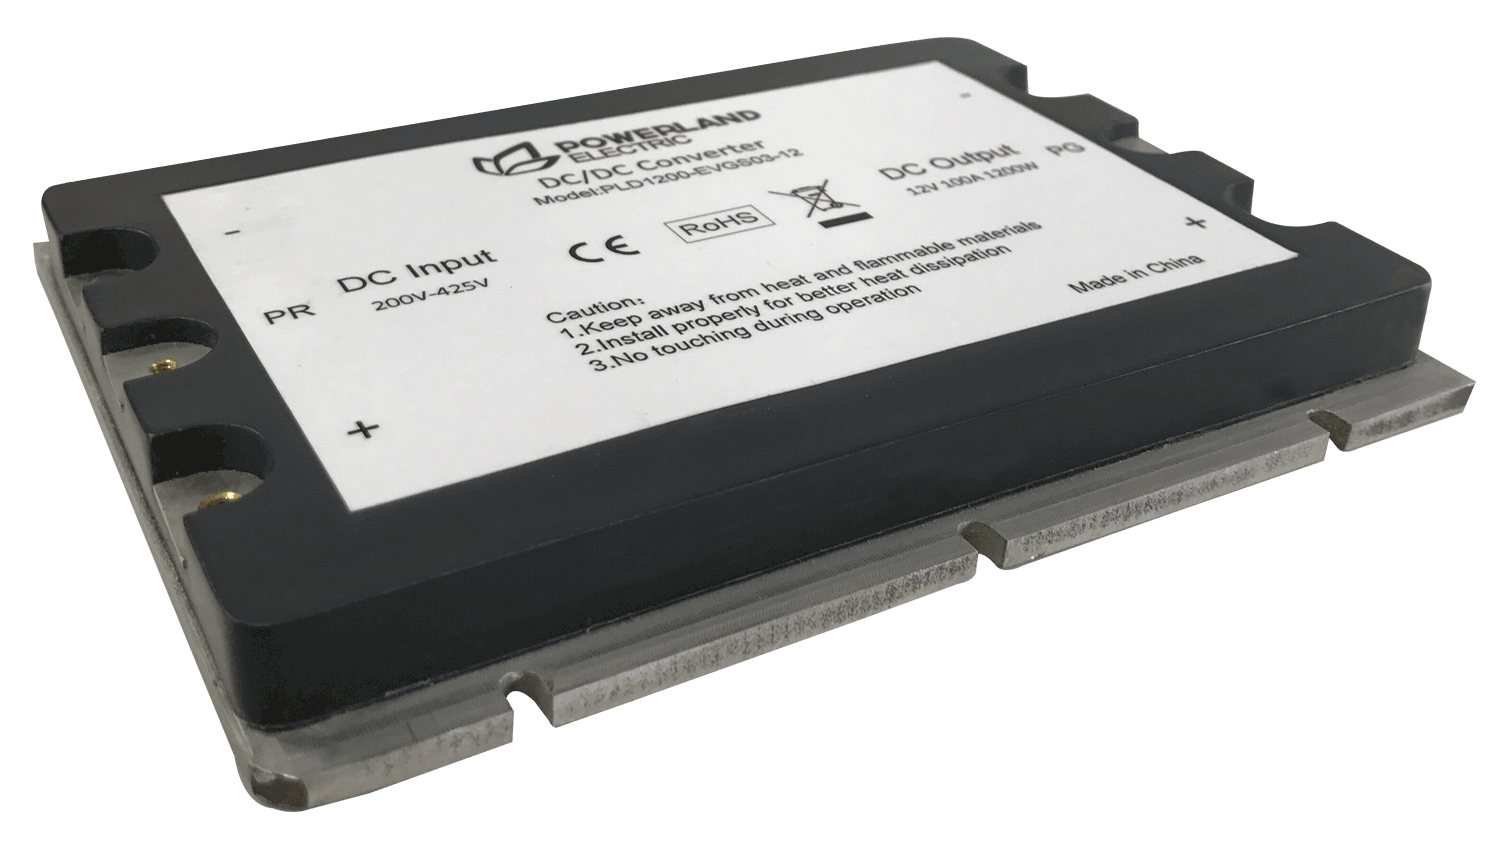 POWERLAND
ELECTRIC
DC/DC Converter
Model:PLD1200-EVGS03-12
-
DC Input
200V-425V
PR
+
CE
RoHS
-
DC Output
12V 100A 1200W
PG
+
Caution:
1.Keep away from heat and flammable materials
2.Install properly for better heat dissipation
3.No touching during operation
Made in China